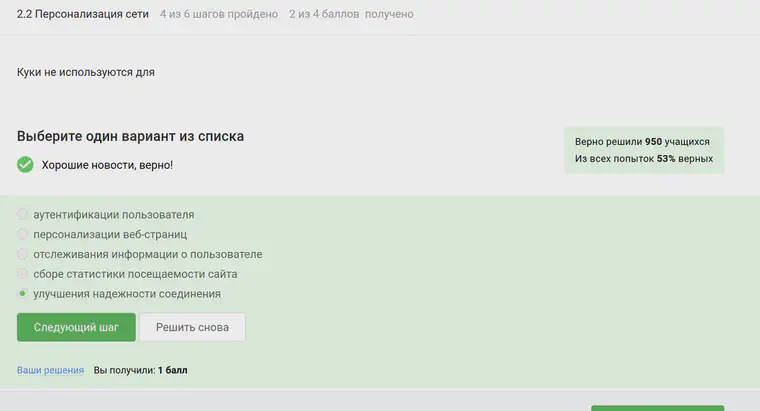 2.2 Персонализация сети 4 из 6 шагов пройдено 2 из 4 баллов получено
Куки не используются для
Выберите один вариант из списка
Хорошие новости, верно!
Верно решили 950 учащихся
Из всех попыток 53% верных
аутентификации пользователя
персонализации веб-страниц
отслеживания информации о пользователе
сборе статистики посещаемости сайта
улучшения надежности соединения
Следующий шаг Решить снова
Ваши решения Вы получили: 1 балл